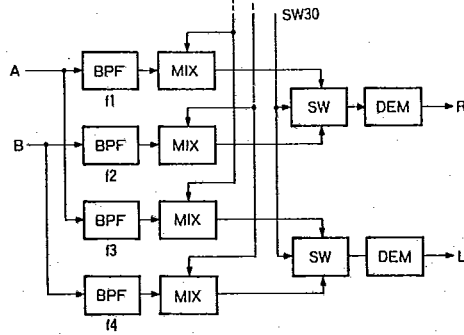 SW30
A
BPF
MIX
f1
SW
DEM
R
B
BPF
MIX
f2
BPF
MIX
f3
SW
DEM
L
BPF
MIX
f4